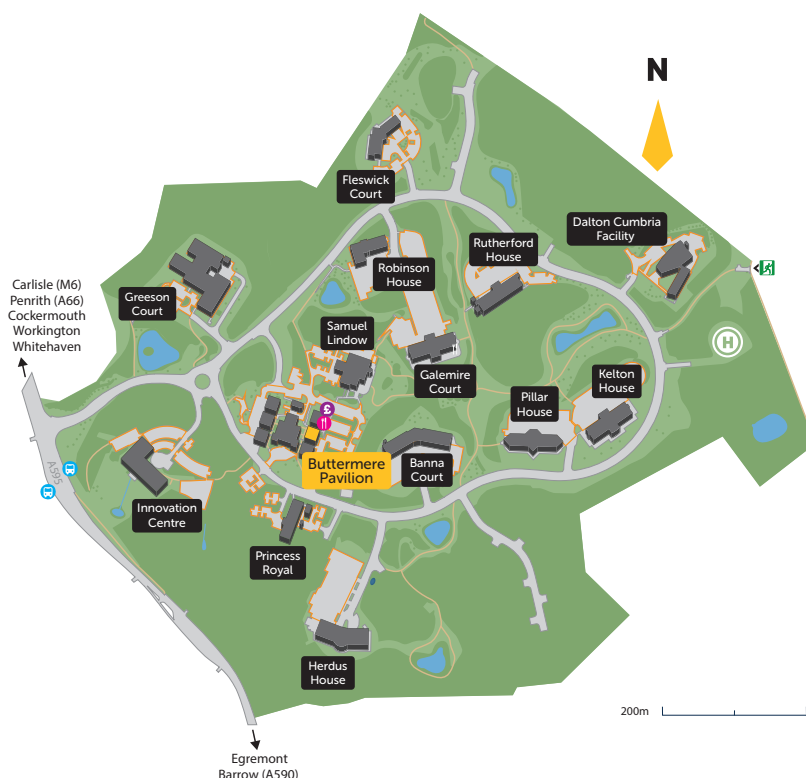 N
Fleswick
Court
Dalton Cumbria
Facility
Rutherford
House
Robinson
House
Carlisle (M6)
Penrith (A66)
Cockermouth
Workington
Whitehaven
Greeson
Court
Samuel
Lindow
H
Galemire
Court
Kelton
House
Pillar
House
£
Buttermere
Pavilion
Banna
Court
A595
Innovation
Centre
Princess
Royal
Herdus
House
200m
Egremont
Barrow (A590)